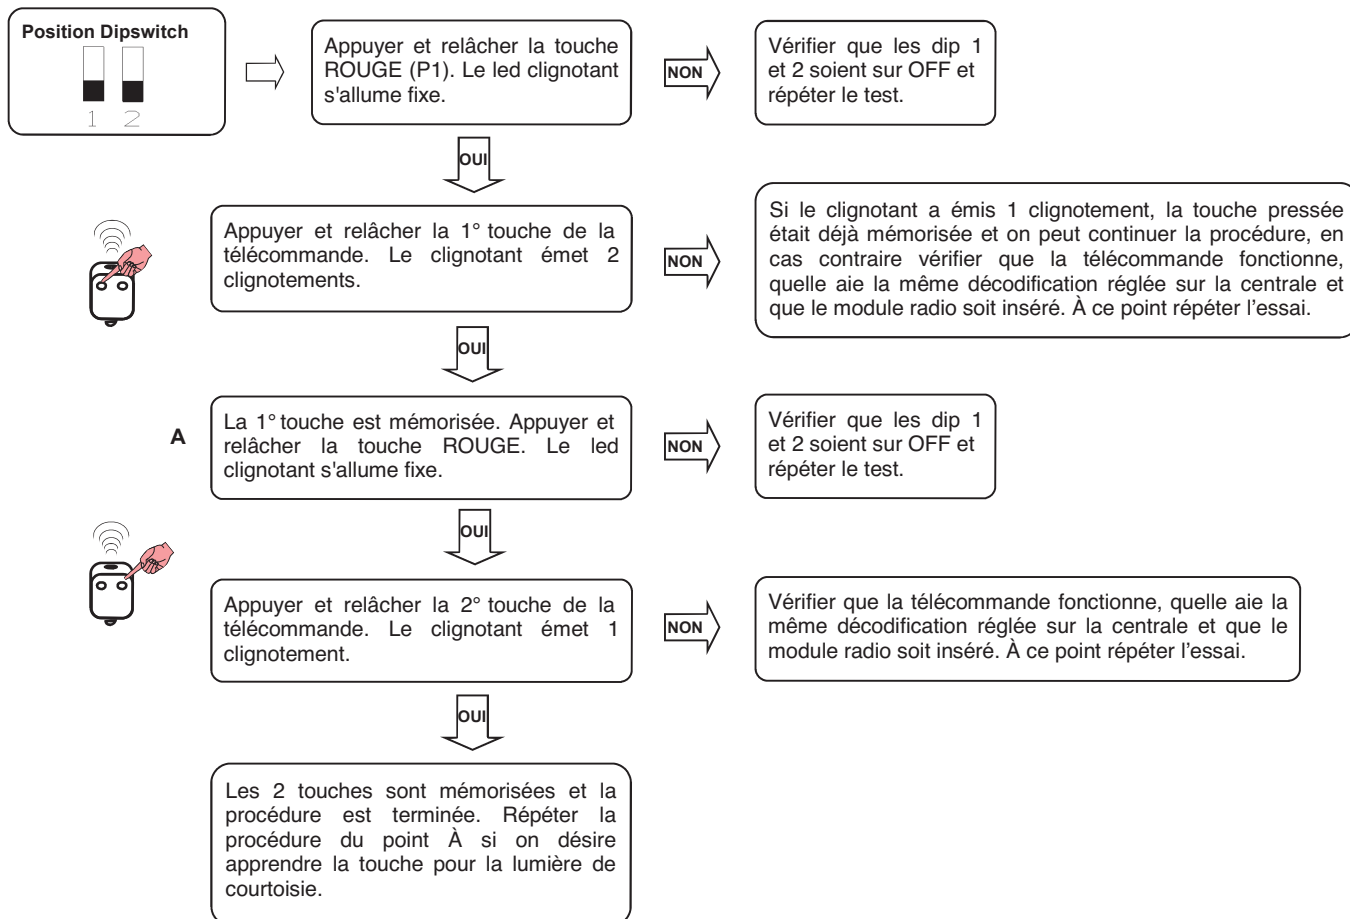 Position Dipswitch
1 2
Appuyer et relâcher la touche
ROUGE (P1). Le led clignotant
s'allume fixe.
NON
Vérifier que les dip 1
et 2 soient sur OFF et
répéter le test.
OUI
Appuyer et relâcher la 1° touche de la
télécommande. Le clignotant émet 2
clignotements.
NON
Si le clignotant a émis 1 clignotement, la touche pressée
était déjà mémorisée et on peut continuer la procédure, en
cas contraire vérifier que la télécommande fonctionne,
quelle aie la même décodification réglée sur la centrale et
que le module radio soit inséré. À ce point répéter l’essai.
OUI
A
La 1° touche est mémorisée. Appuyer et
relâcher la touche ROUGE. Le led
clignotant s'allume fixe.
NON
Vérifier que les dip 1
et 2 soient sur OFF et
répéter le test.
OUI
Appuyer et relâcher la 2° touche de la
télécommande. Le clignotant émet 1
clignotement.
NON
Vérifier que la télécommande fonctionne, quelle aie la
même décodification réglée sur la centrale et que le
module radio soit inséré. À ce point répéter l’essai.
OUI
Les 2 touches sont mémorisées et la
procédure est terminée. Répéter la
procédure du point À si on désire
apprendre la touche pour la lumière de
courtoisie.